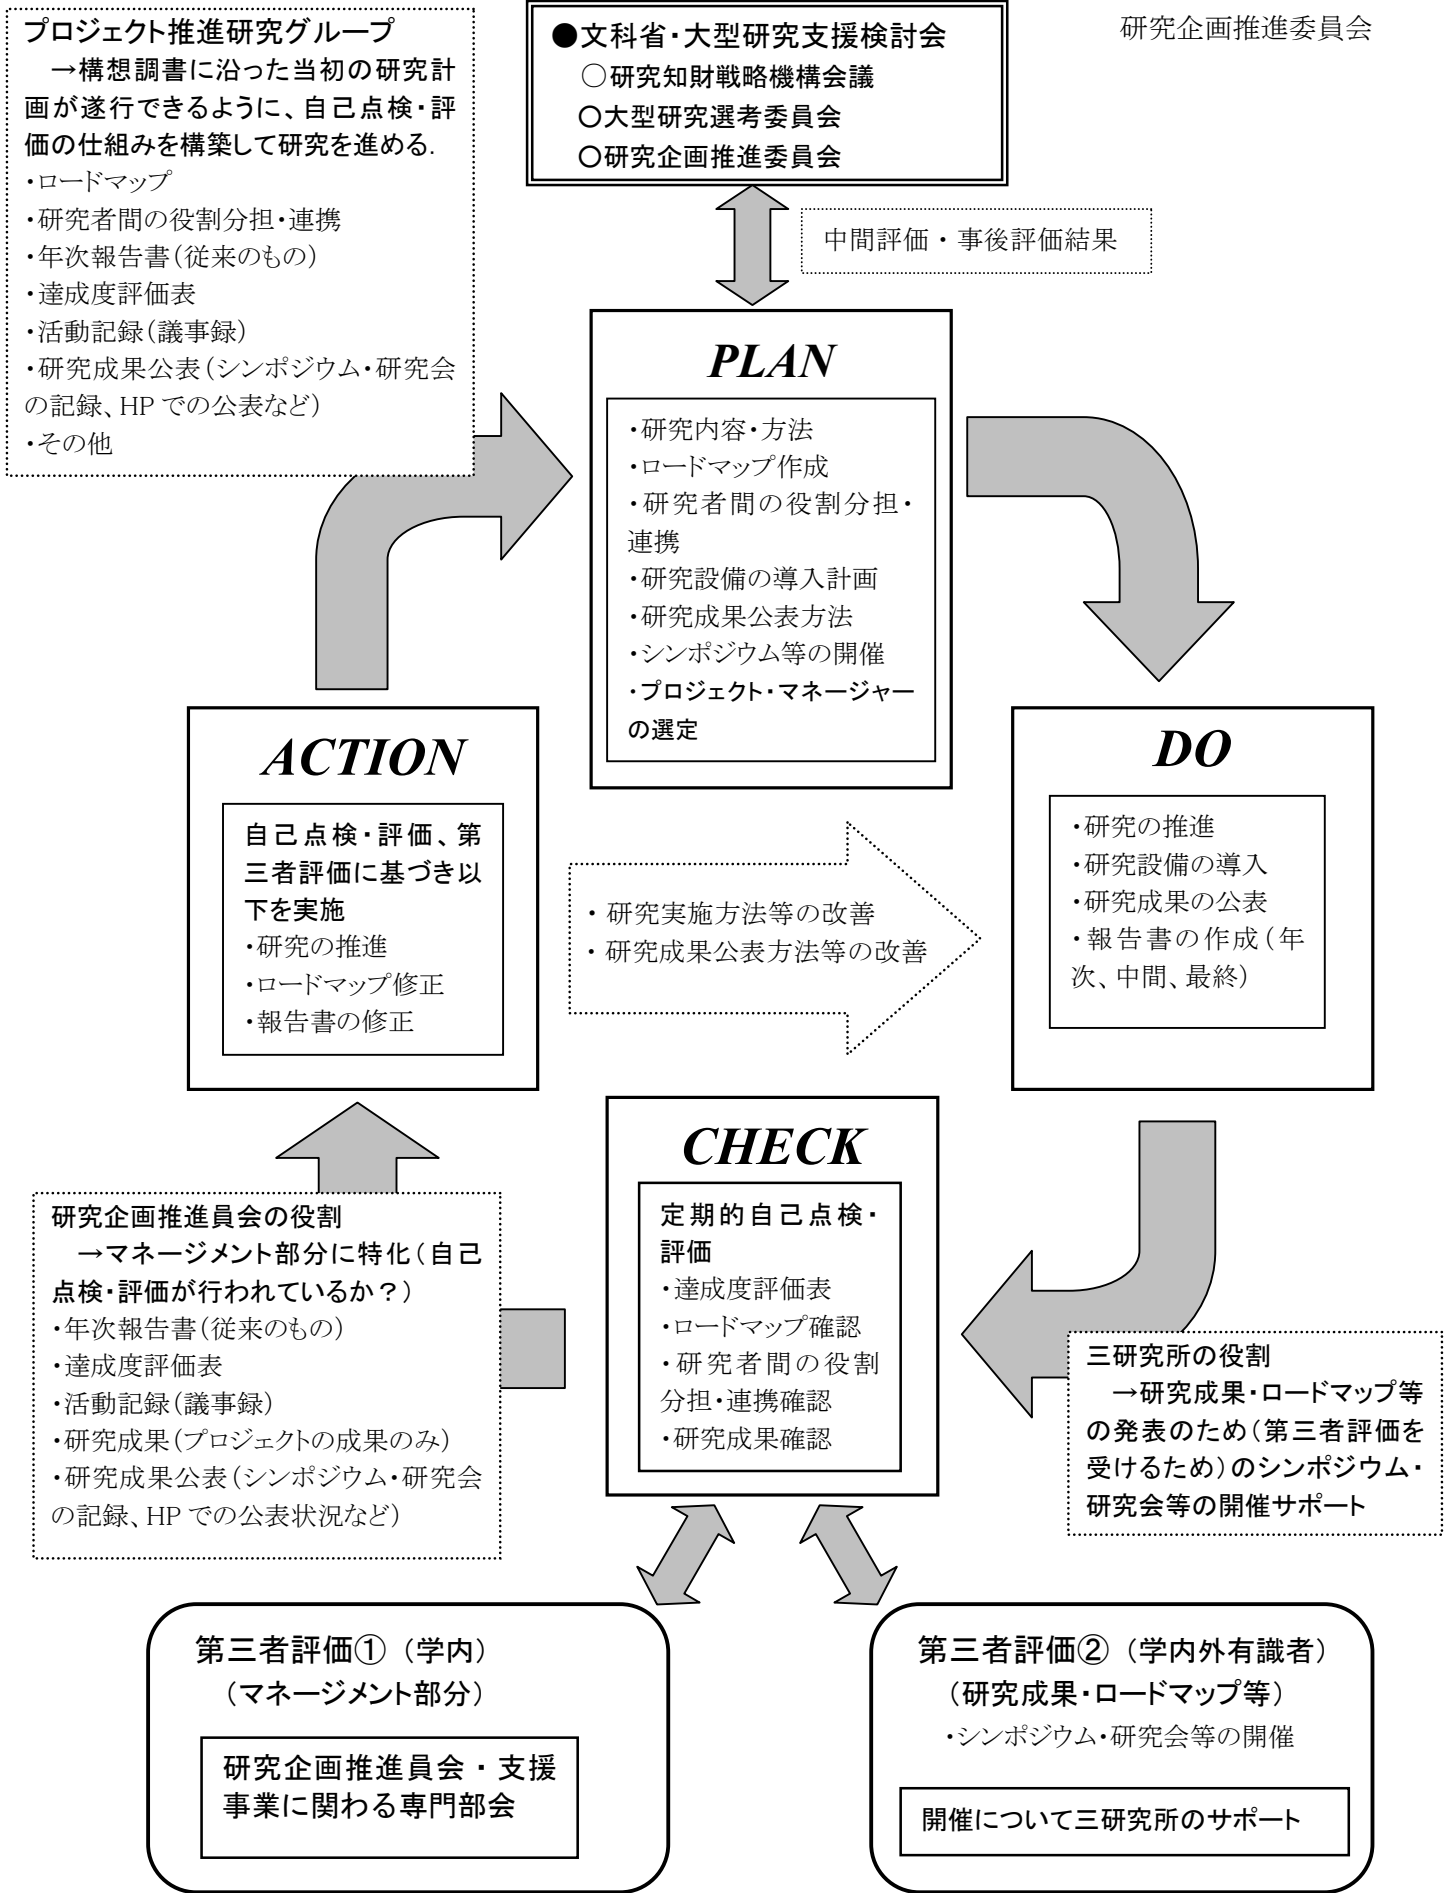 研究企画推進委員会
プロジェクト推進研究グループ
→構想調書に沿った当初の研究計
画が遂行できるように、自己点検・評
価の仕組みを構築して研究を進める.
・ロードマップ
・研究者間の役割分担・連携
・年次報告書(従来のもの)
・達成度評価表
・活動記録(議事録)
・研究成果公表(シンポジウム・研究会
の記録、HP での公表など)
・その他
●文科省・大型研究支援検討会
○研究知財戦略機構会議
○大型研究選考委員会
○研究企画推進委員会
中間評価・事後評価結果
PLAN
・研究内容・方法
・ロードマップ作成
・研究者間の役割分担・
連携
・研究設備の導入計画
・研究成果公表方法
・シンポジウム等の開催
・プロジェクト・マネージャー
の選定
ACTION
自己点検・評価、第
三者評価に基づき以
下を実施
・研究の推進
・ロードマップ修正
・報告書の修正
・研究実施方法等の改善
・研究成果公表方法等の改善
DO
・研究の推進
・研究設備の導入
・研究成果の公表
・報告書の作成(年
次、中間、最終)
CHECK
定期的自己点検・
評価
・達成度評価表
・ロードマップ確認
・研究者間の役割
分担・連携確認
・研究成果確認
研究企画推進員会の役割
→マネージメント部分に特化(自己
点検・評価が行われているか？)
・年次報告書(従来のもの)
・達成度評価表
・活動記録(議事録)
・研究成果(プロジェクトの成果のみ)
・研究成果公表(シンポジウム・研究会
の記録、HP での公表状況など)
三研究所の役割
→研究成果・ロードマップ等
の発表のため(第三者評価を
受けるため)のシンポジウム・
研究会等の開催サポート
第三者評価①(学内)
(マネージメント部分)
研究企画推進員会・支援
事業に関わる専門部会
第三者評価②(学内外有識者)
(研究成果・ロードマップ等)
・シンポジウム・研究会等の開催
開催について三研究所のサポート